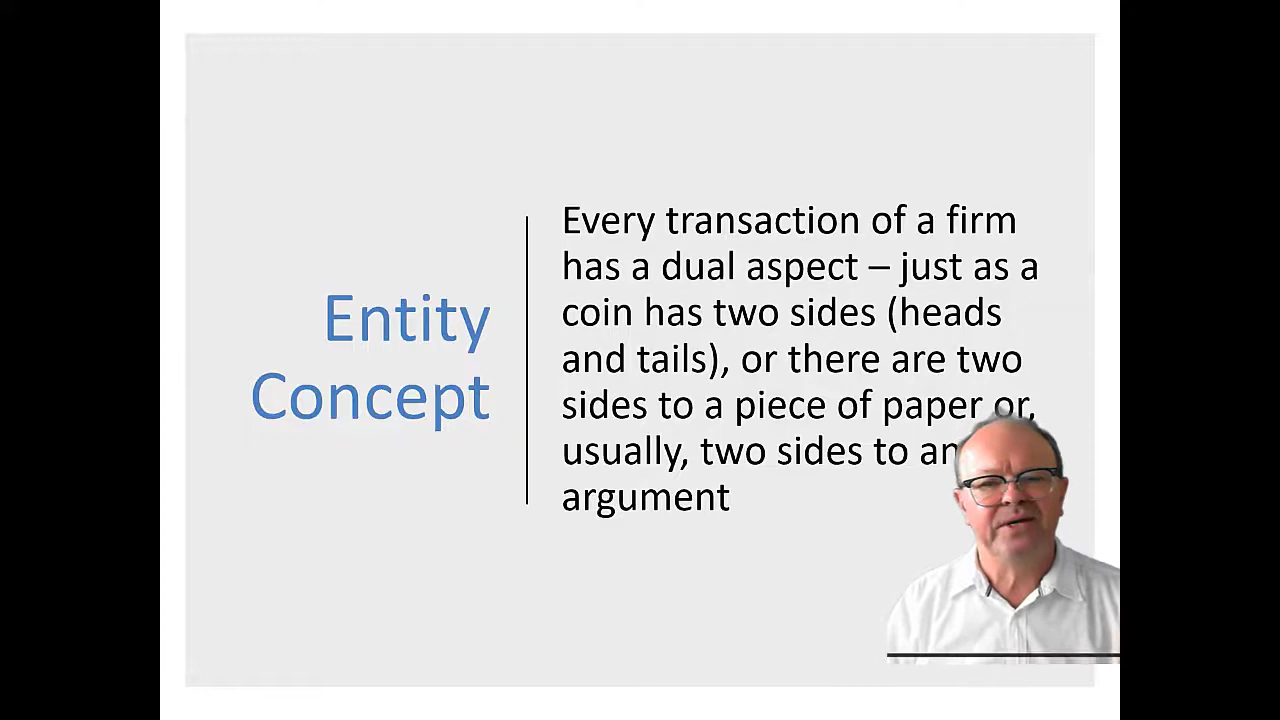 Entity
Concept
Every transaction of a firm
has a dual aspect – just as a
coin has two sides (heads
and tails), or there are two
sides to a piece of paper or,
usually, two sides to an
argument